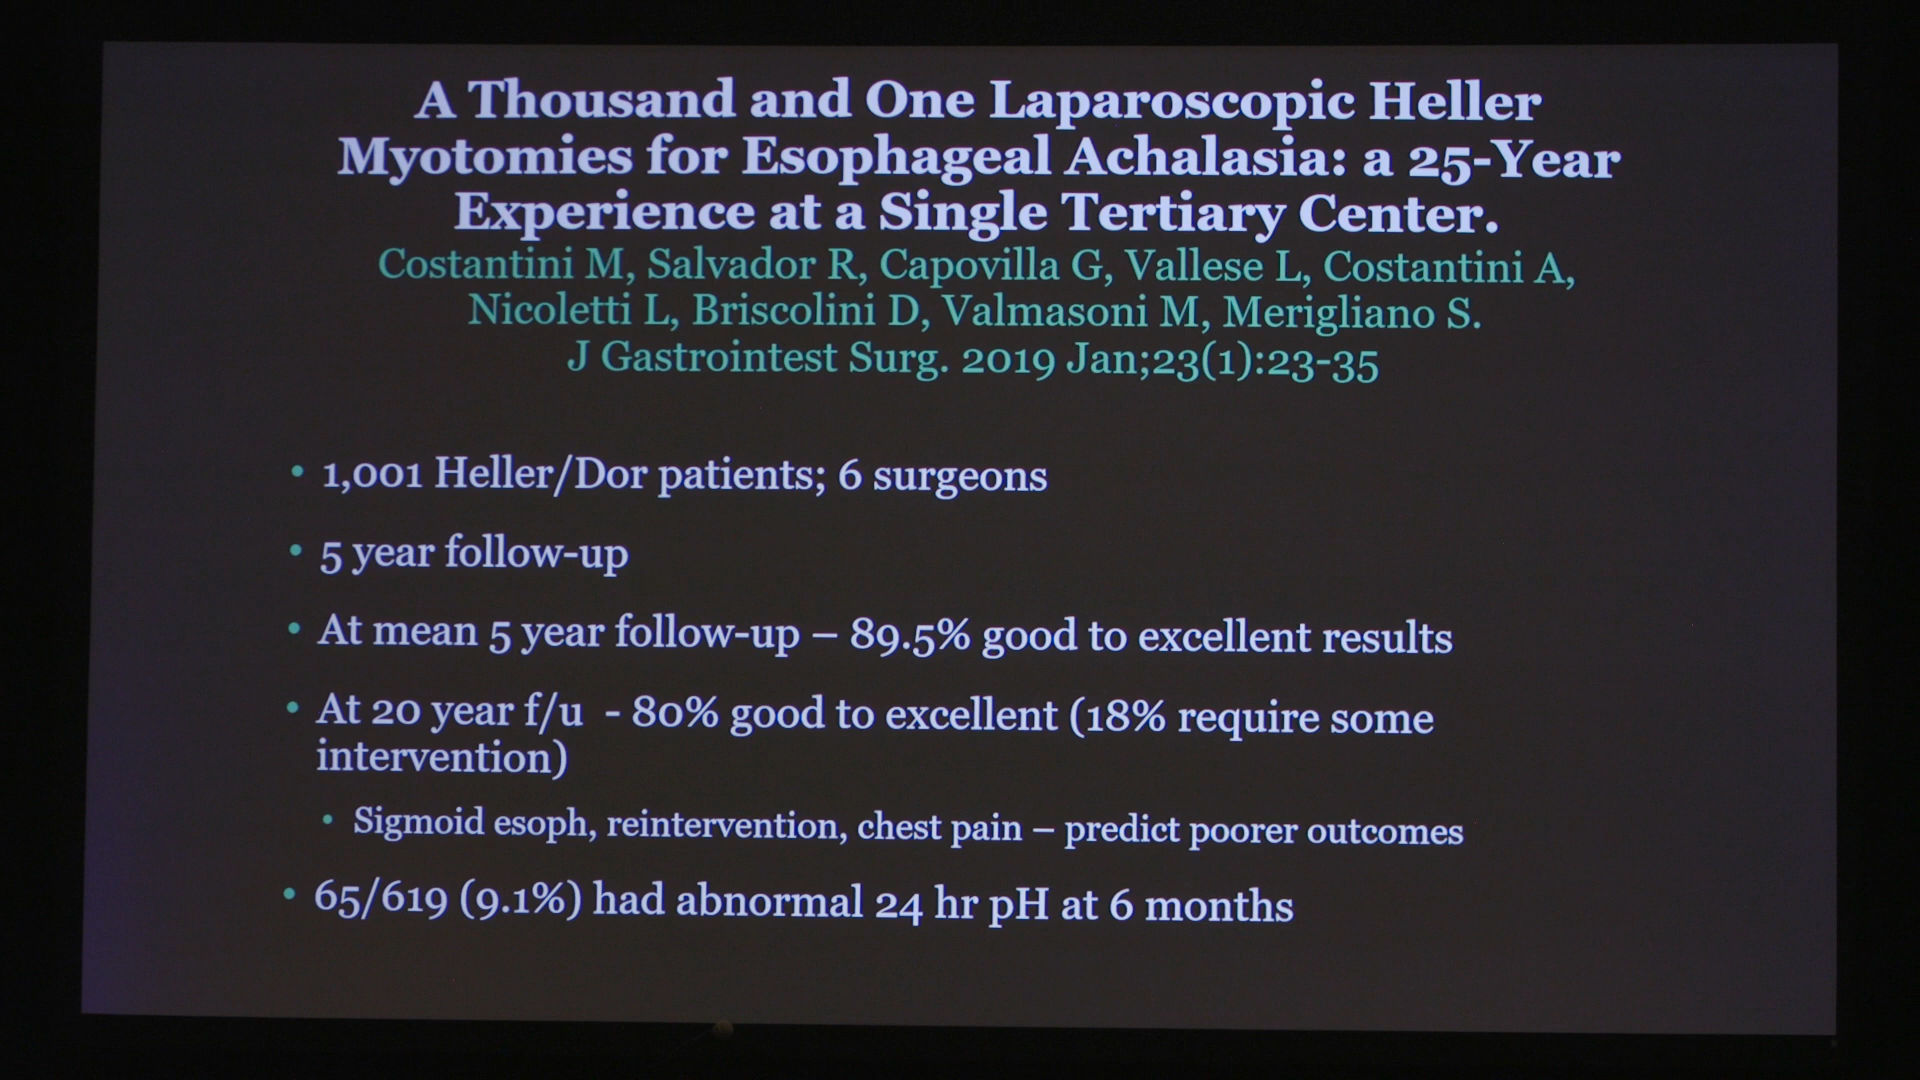 A Thousand and One Laparoscopic Heller
Myotomies for Esophageal Achalasia: a 25-Year
Experience at a Single Tertiary Center.
Costantini M, Salvador R, Capovilla G, Vallese L, Costantini A,
Nicoletti L, Briscolini D, Valmasoni M, Merigliano S.
J Gastrointest Surg. 2019 Jan;23(1):23-35
• 1,001 Heller/Dor patients; 6 surgeons
• 5 year follow-up
• At mean 5 year follow-up – 89.5% good to excellent results
• At 20 year f/u - 80% good to excellent (18% require some
intervention)
• Sigmoid esoph, reintervention, chest pain – predict poorer outcomes
• 65/619 (9.1%) had abnormal 24 hr pH at 6 months